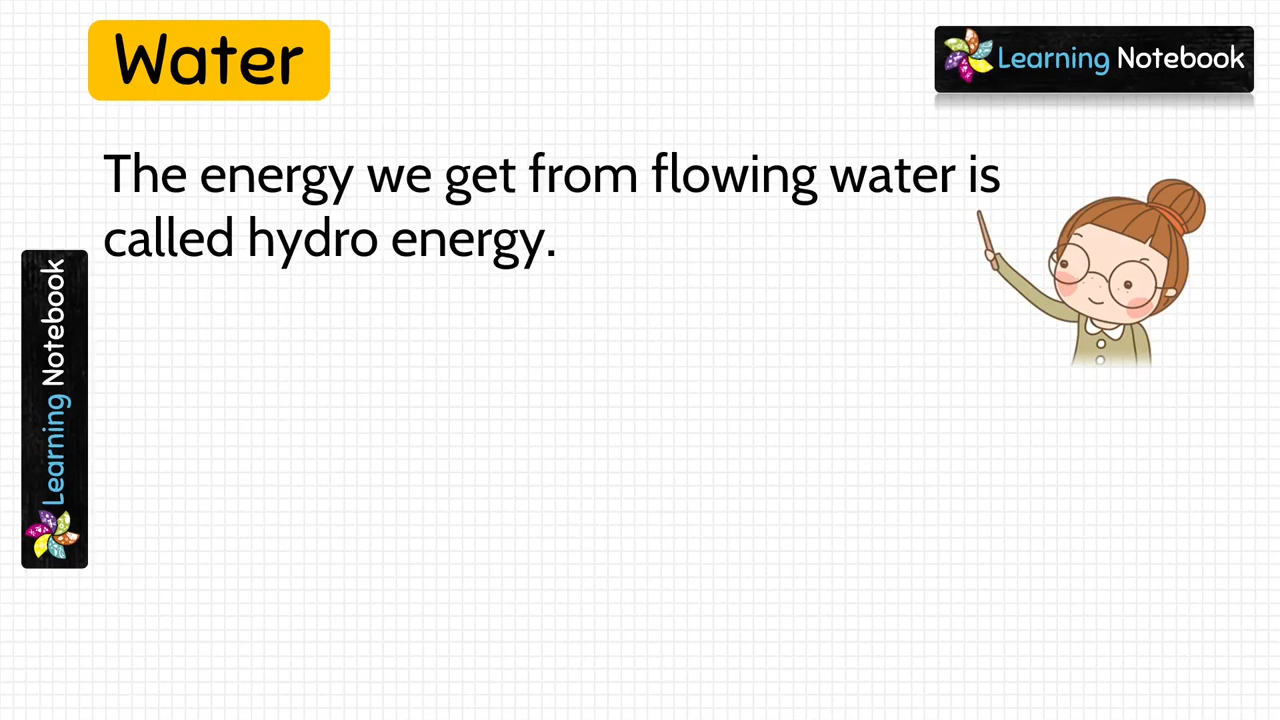 Water
Learning Notebook
The energy we get from flowing water is
called hydro energy.
Learning Notebook